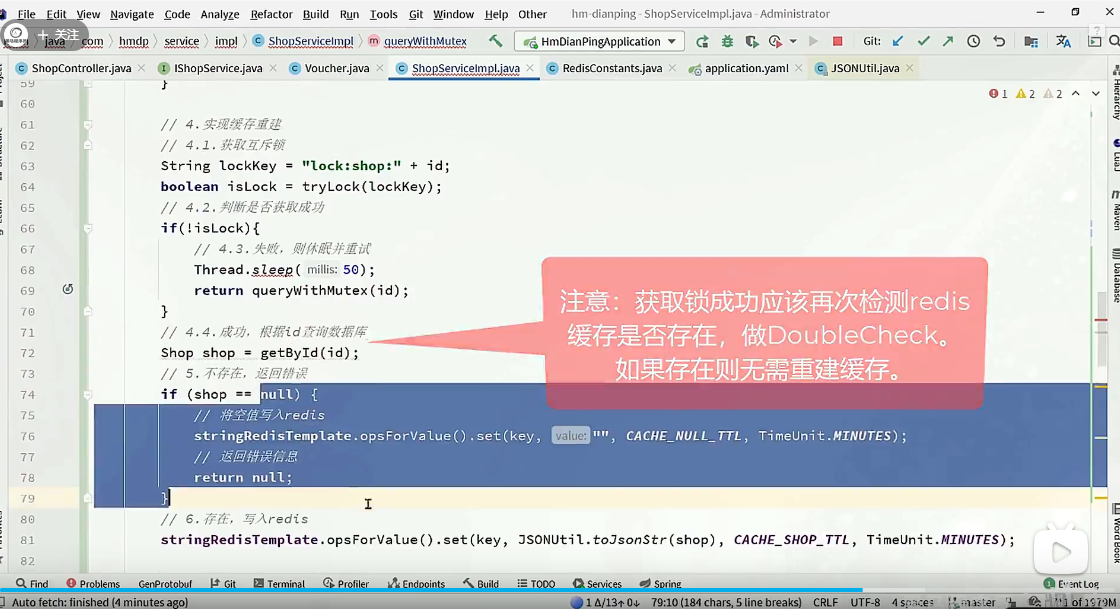 File Edit View Navigate Code Analyze Refactor Build Run Tools Git Window Help Other hm-dianping - ShopServiceImpl.java - Administrator
+ 关注
java com hmdp service impl ShopServiceImpl queryWithMutex HmDianPingApplication Git:
ShopController.java IShopService.java Voucher.java ShopServiceImpl.java RedisConstants.java application.yaml JSONUtil.java
59 }
1 2 2
60
61 // 4.实现缓存重建
62 // 4.1.获取互斥锁
63 String lockKey = "lock:shop:" + id;
64 boolean isLock = tryLock(lockKey);
65 // 4.2.判断是否获取成功
66 if(!isLock){
67 // 4.3.失败，则休眠并重试
68 Thread.sleep( millis: 50);
69 return queryWithMutex(id);
70 }
71 // 4.4.成功，根据id查询数据库
72 Shop shop = getById(id);
73 // 5.不存在，返回错误
74 if (shop == null) {
75 // 将空值写入redis
76 stringRedisTemplate.opsForValue().set(key, value: "", CACHE_NULL_TTL, TimeUnit.MINUTES);
77 // 返回错误信息
78 return null;
79 }
80 // 6.存在，写入redis
81 stringRedisTemplate.opsForValue().set(key, JSONUtil.toJsonStr(shop), CACHE_SHOP_TTL, TimeUnit.MINUTES);
82
注意：获取锁成功应该再次检测redis
缓存是否存在，做DoubleCheck。
如果存在则无需重建缓存。
Hierarchy
Maven
Database
Word Book
Find Problems GenProtobuf Git Terminal Profiler Endpoints Build TODO Services Spring 1 Event Log
Auto fetch: finished (4 minutes ago) 1 Δ/13↑0↓ 79:10 (184 chars, 5 line breaks) CRLF UTF-8 4 spaces master